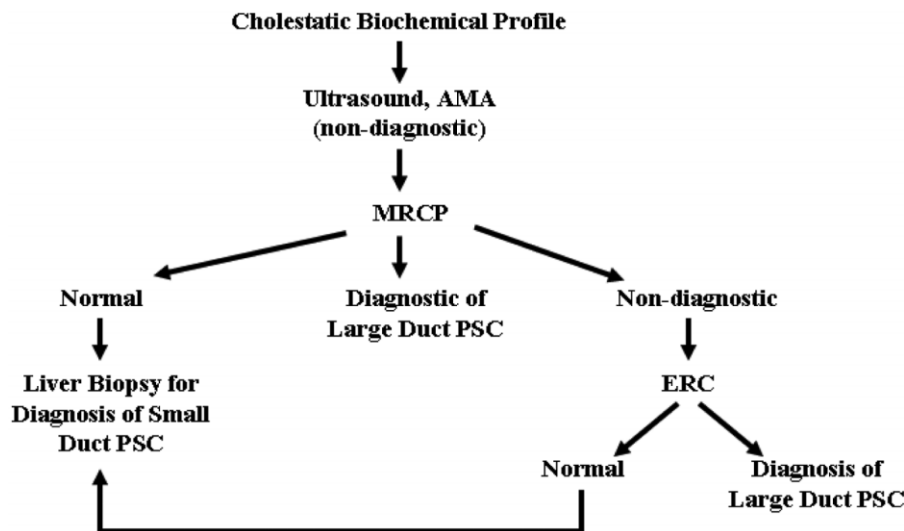 Cholestatic Biochemical Profile
Ultrasound, AMA
(non-diagnostic)
MRCP
Normal
Diagnostic of
Large Duct PSC
Non-diagnostic
Liver Biopsy for
Diagnosis of Small
Duct PSC
ERC
Normal
Diagnosis of
Large Duct PSC